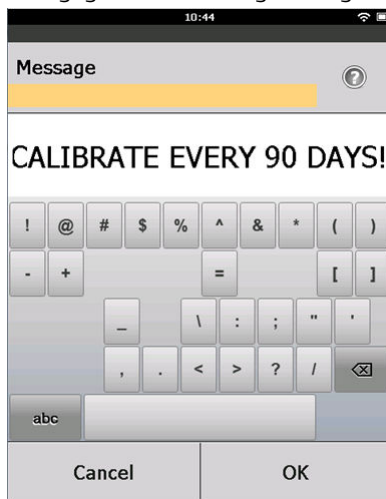 10:44
Message
?
CALIBRATE EVERY 90 DAYS!
! @ # $ % ^ & * ( )
- + = [ ]
_ \ : ; " '
, . < > ? /
abc
Cancel OK